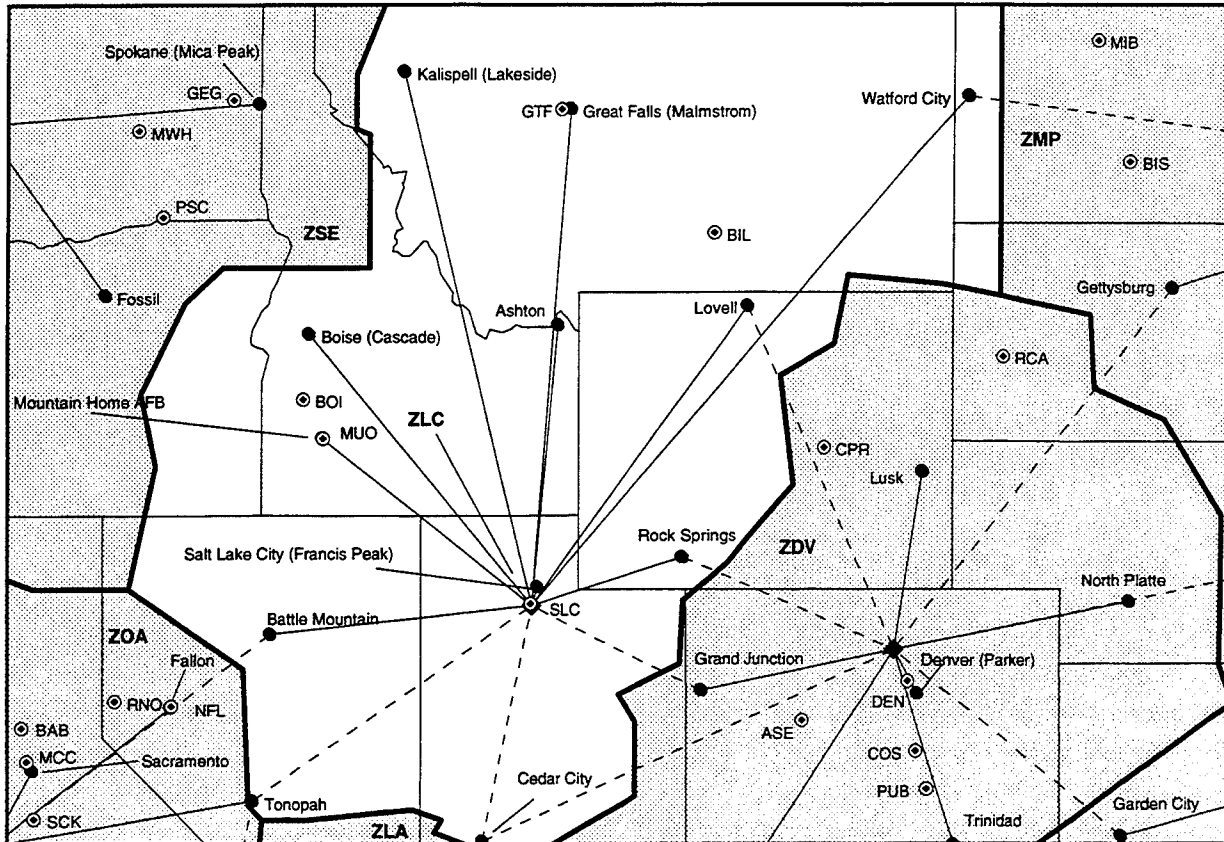 MIB
Spokane (Mica Peak)
Kalispell (Lakeside)
GEG
GTF
Great Falls (Malmstrom)
Watford City
MWH
ZMP
BIS
PSC
ZSE
BIL
Fossil
Gettysburg
Ashton
Lovell
Boise (Cascade)
RCA
Mountain Home AFB
BOI
ZLC
MUO
CPR
Lusk
Rock Springs
Salt Lake City (Francis Peak)
ZDV
North Platte
SLC
Battle Mountain
ZOA
Fallon
Grand Junction
Denver (Parker)
RNO
NFL
DEN
BAB
ASE
MCC
Sacramento
COS
Cedar City
PUB
Tonopah
Garden City
SCK
ZLA
Trinidad